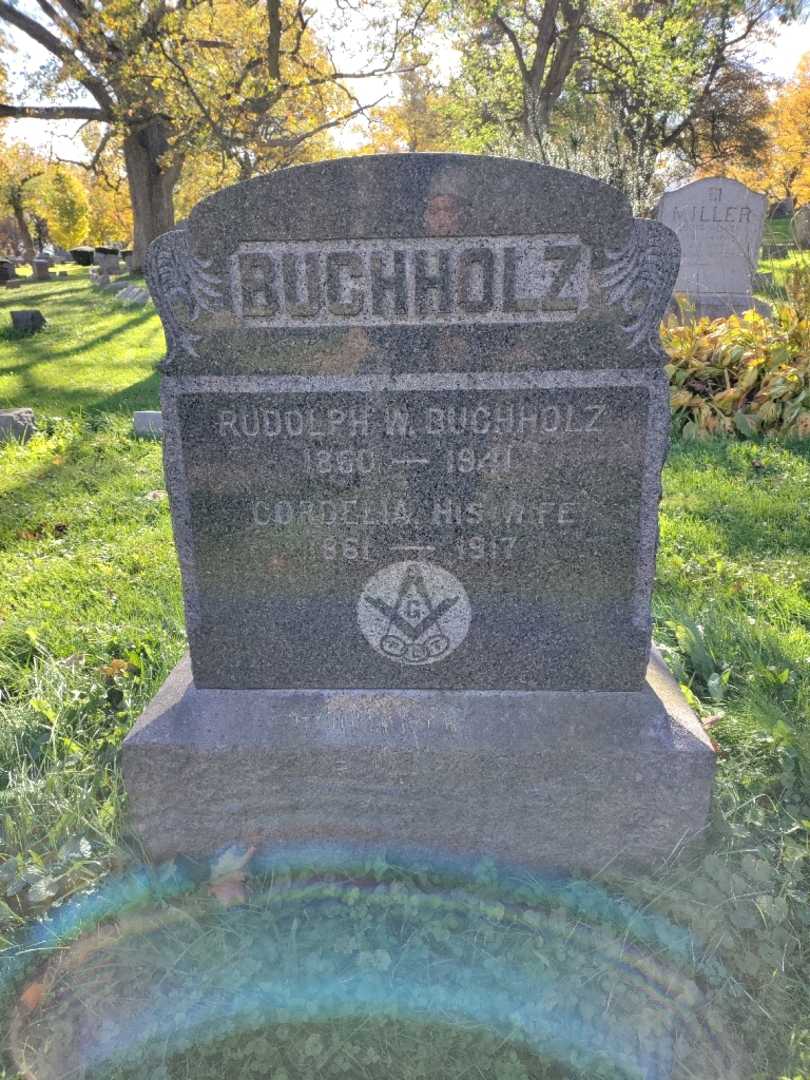 BUCHHOLZ
RUDOLPH W. BUCHHOLZ
1860 — 1941
CORDELIA, HIS WIFE
1861 — 1917
G
F L T
MILLER